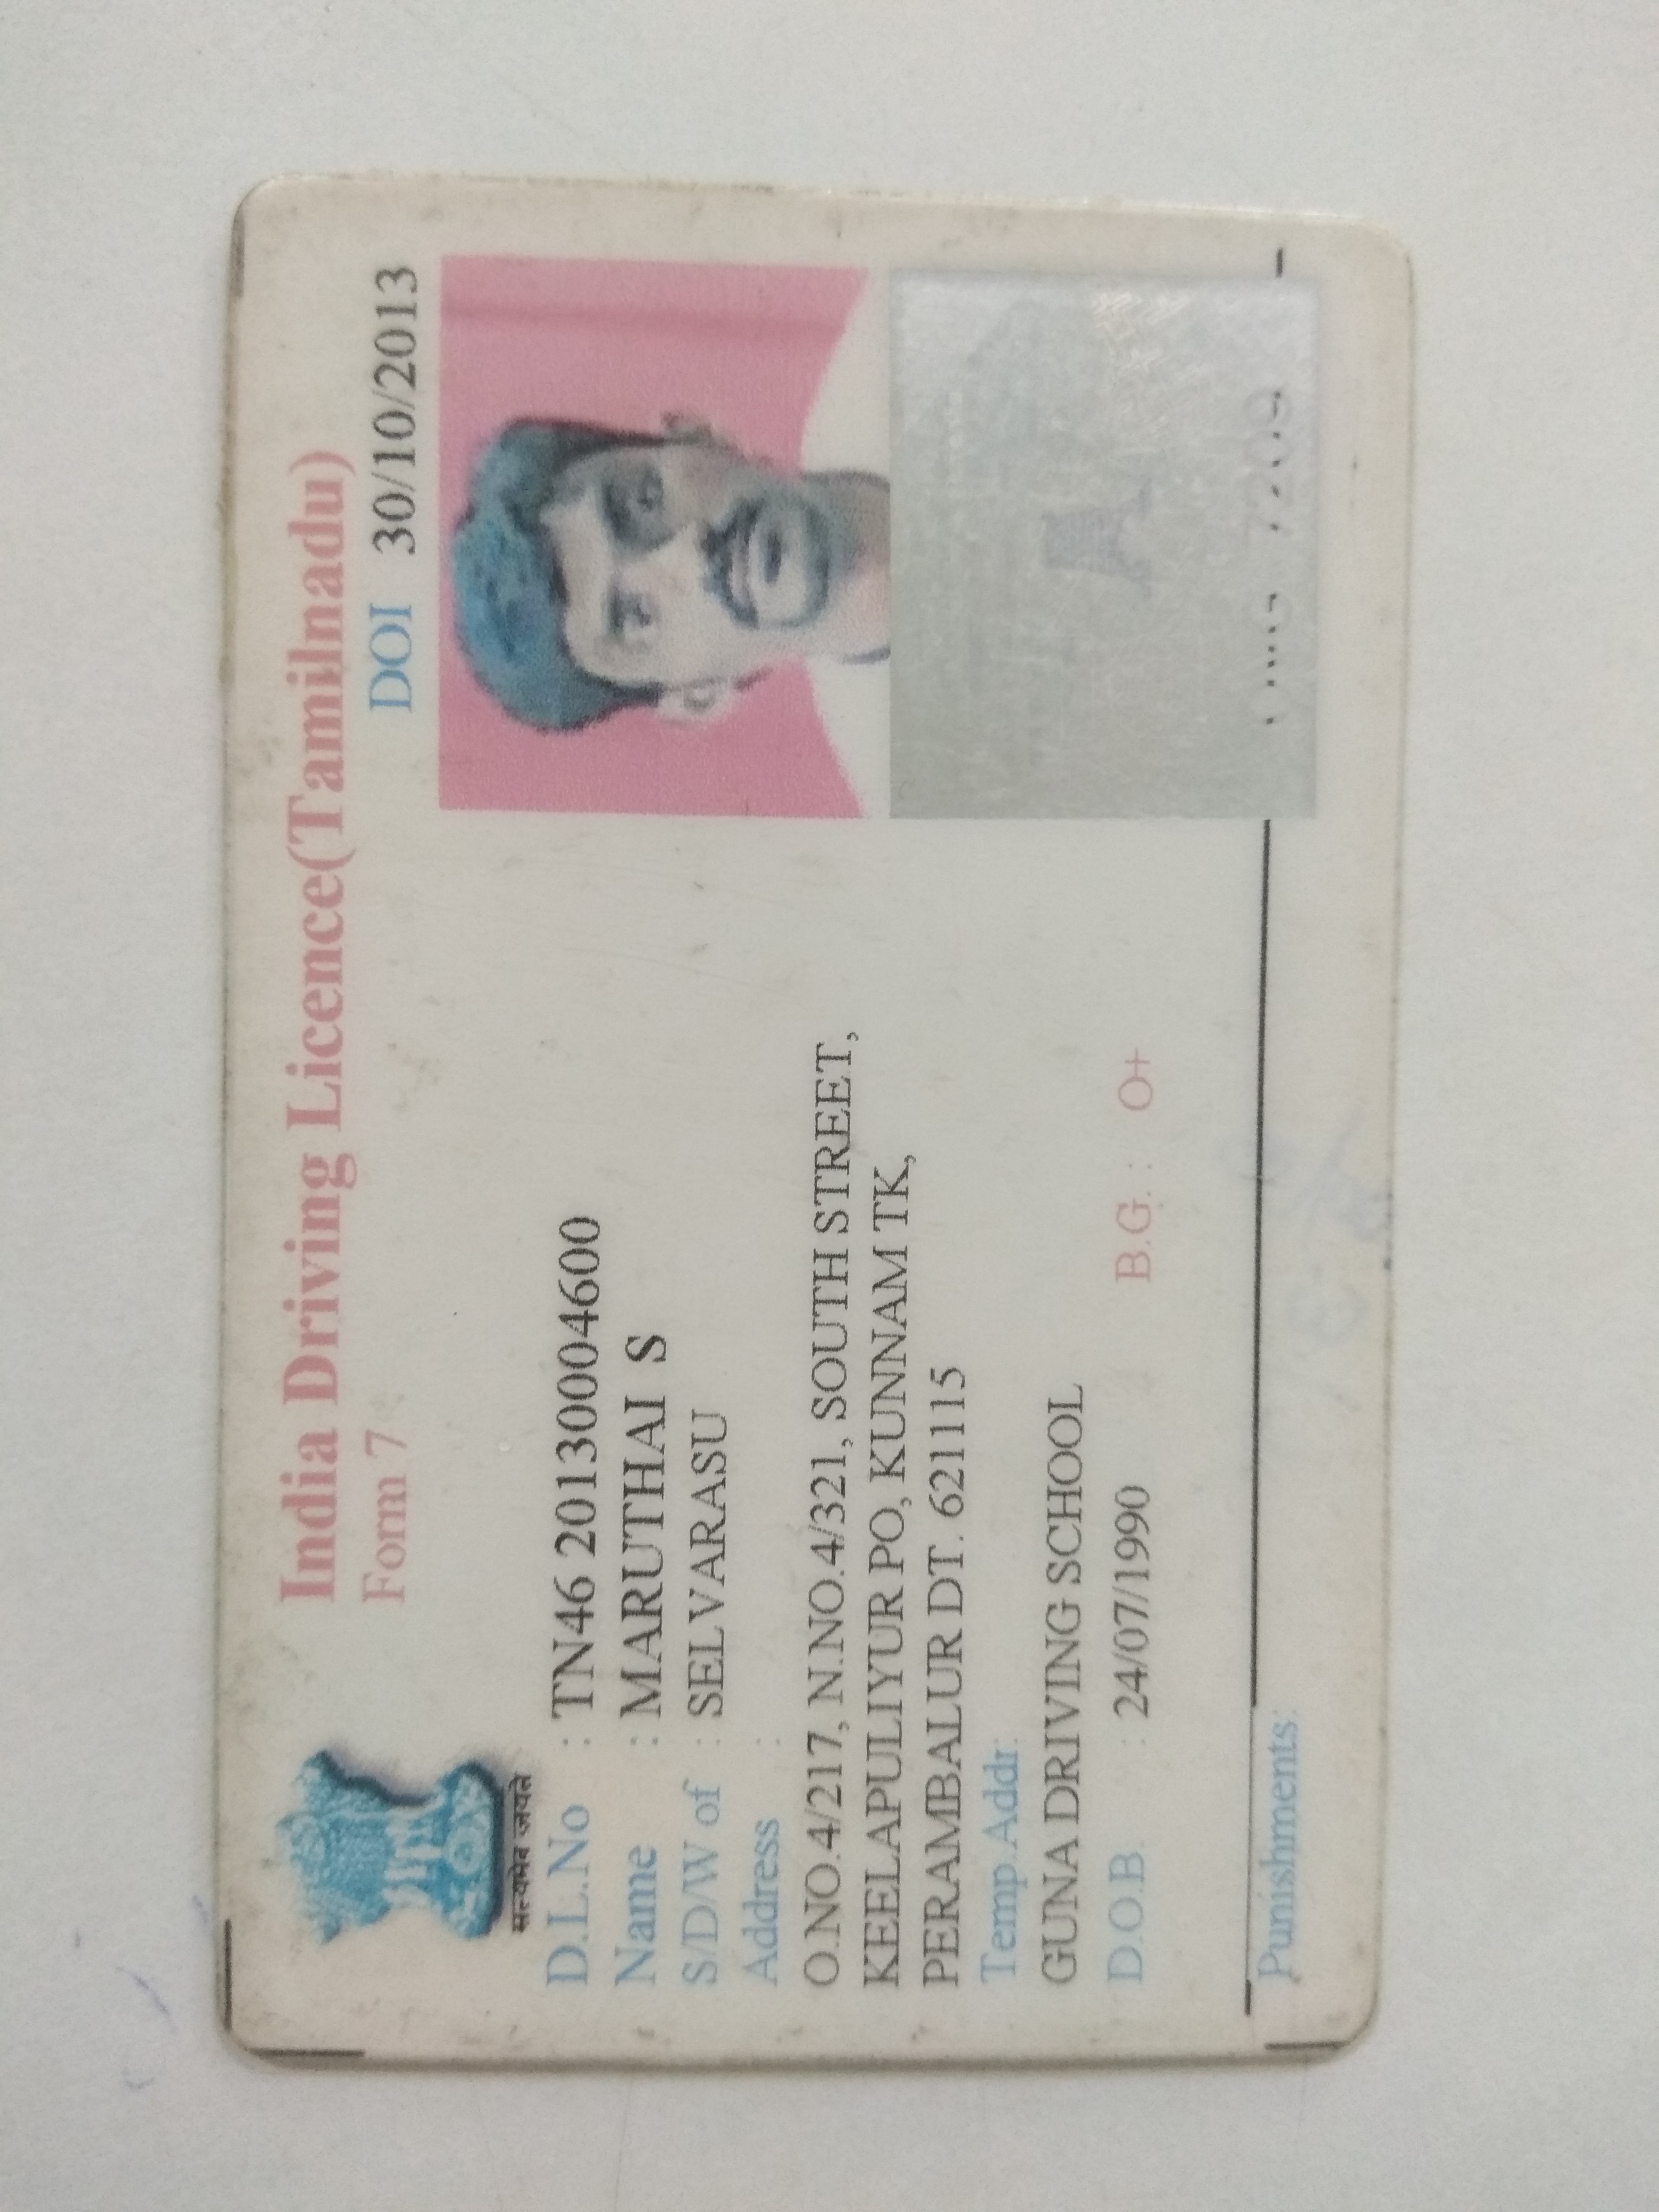 India Driving Licence(Tamilnadu)
Form 7
DOI 30/10/2013
सत्यमेव जयते
D.L.No : TN46 20130004600
Name : MARUTHAI S
S/D/W of : SELVARASU
Address :
O.NO.4/217, N.NO.4/321, SOUTH STREET,
KEELAPULIYUR PO, KUNNAM TK,
PERAMBALUR DT. 621115
Temp.Addr:
GUNA DRIVING SCHOOL
D.O.B. : 24/07/1990 B.G. : O+
Punishments: